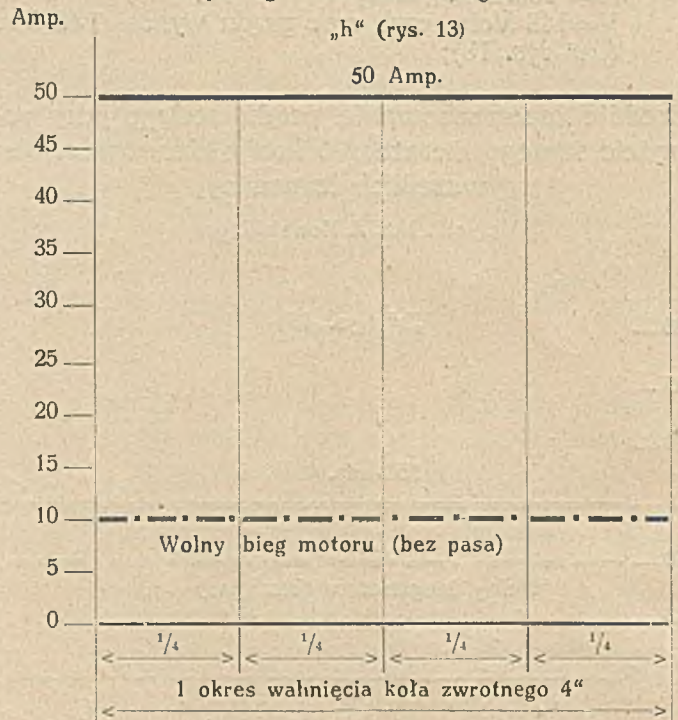 Amp.
„h“ (rys. 13)
50 Amp.
50
45
40
35
30
25
20
15
10
Wolny bieg motoru (bez pasa)
5
0
1/4 1/4 1/4 1/4
1 okres wahnięcia koła zwrotnego 4“